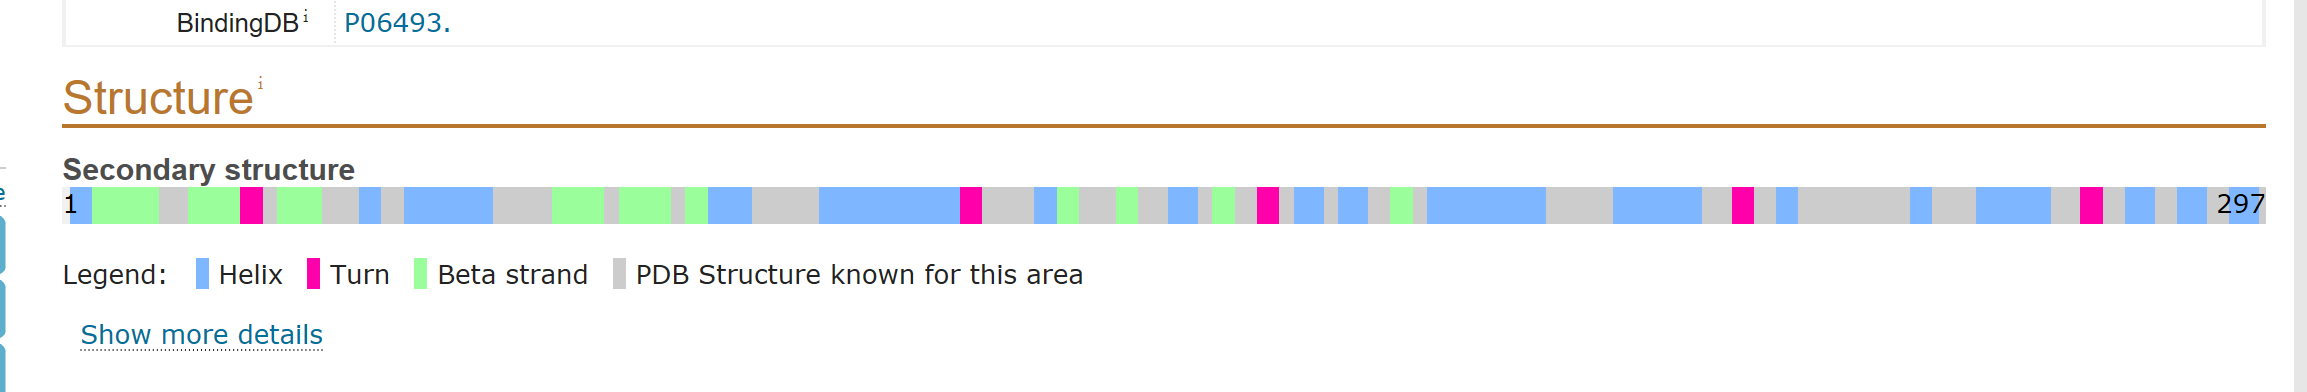 BindingDB i P06493.
Structure i
Secondary structure
1 297
Legend: Helix Turn Beta strand PDB Structure known for this area
Show more details
e